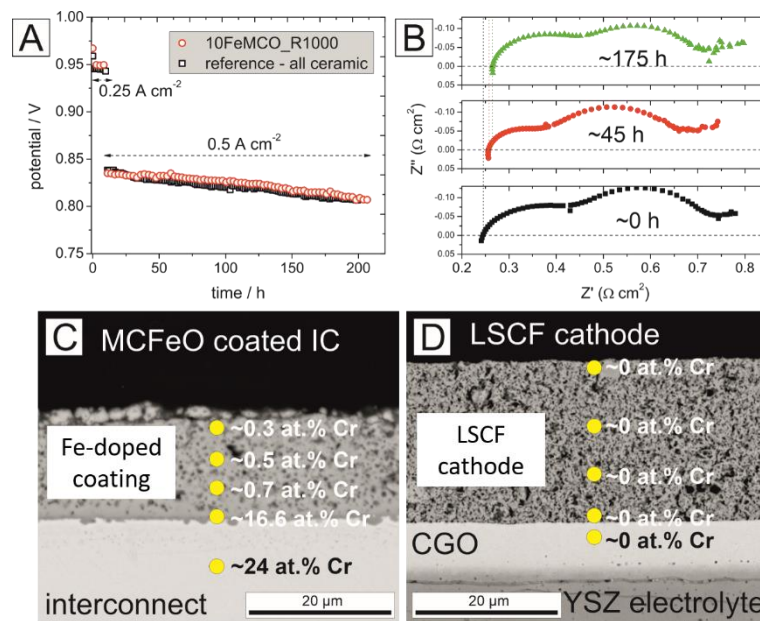 A
10FeMCO_R1000
reference - all ceramic
0.25 A cm⁻²
0.5 A cm⁻²
1.00
0.95
0.90
0.85
0.80
0.75
potential / V
0
50
100
150
200
time / h
B
-0.10
-0.05
0.00
0.05
~175 h
-0.10
-0.05
0.00
0.05
~45 h
-0.10
-0.05
0.00
0.05
~0 h
Z'' (Ω cm²)
0.2 0.3 0.4 0.5 0.6 0.7 0.8
Z' (Ω cm²)
C MCFeO coated IC
Fe-doped
coating
~0.3 at.% Cr
~0.5 at.% Cr
~0.7 at.% Cr
~16.6 at.% Cr
~24 at.% Cr
interconnect
20 µm
D LSCF cathode
~0 at.% Cr
~0 at.% Cr
LSCF
cathode
~0 at.% Cr
~0 at.% Cr
~0 at.% Cr
CGO
20 µm
YSZ electrolyte